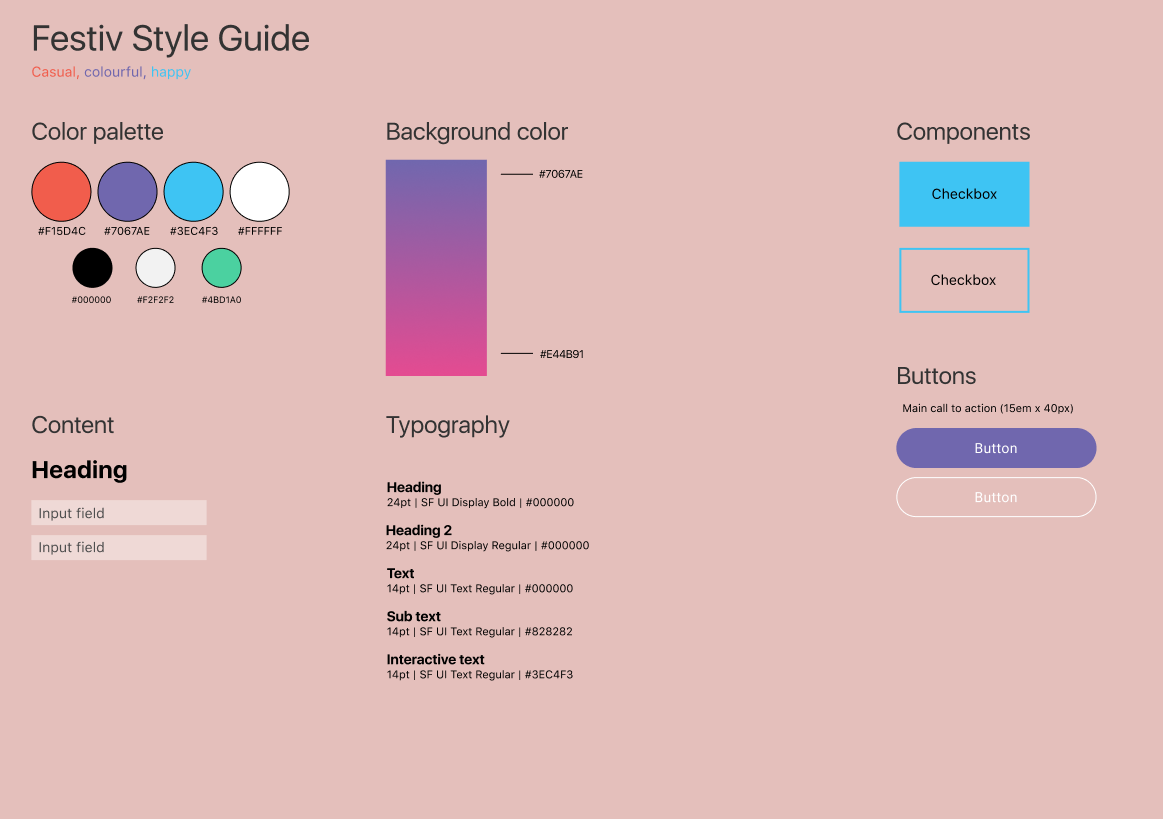 Festiv Style Guide
Casual, colourful, happy
Color palette
#F15D4C #7067AE #3EC4F3 #FFFFFF
#000000 #F2F2F2 #4BD1A0
Background color
#7067AE
#E44B91
Components
Checkbox
Checkbox
Buttons
Main call to action (15em x 40px)
Button
Button
Content
Heading
Input field
Input field
Typography
Heading
24pt | SF UI Display Bold | #000000
Heading 2
24pt | SF UI Display Regular | #000000
Text
14pt | SF UI Text Regular | #000000
Sub text
14pt | SF UI Text Regular | #828282
Interactive text
14pt | SF UI Text Regular | #3EC4F3